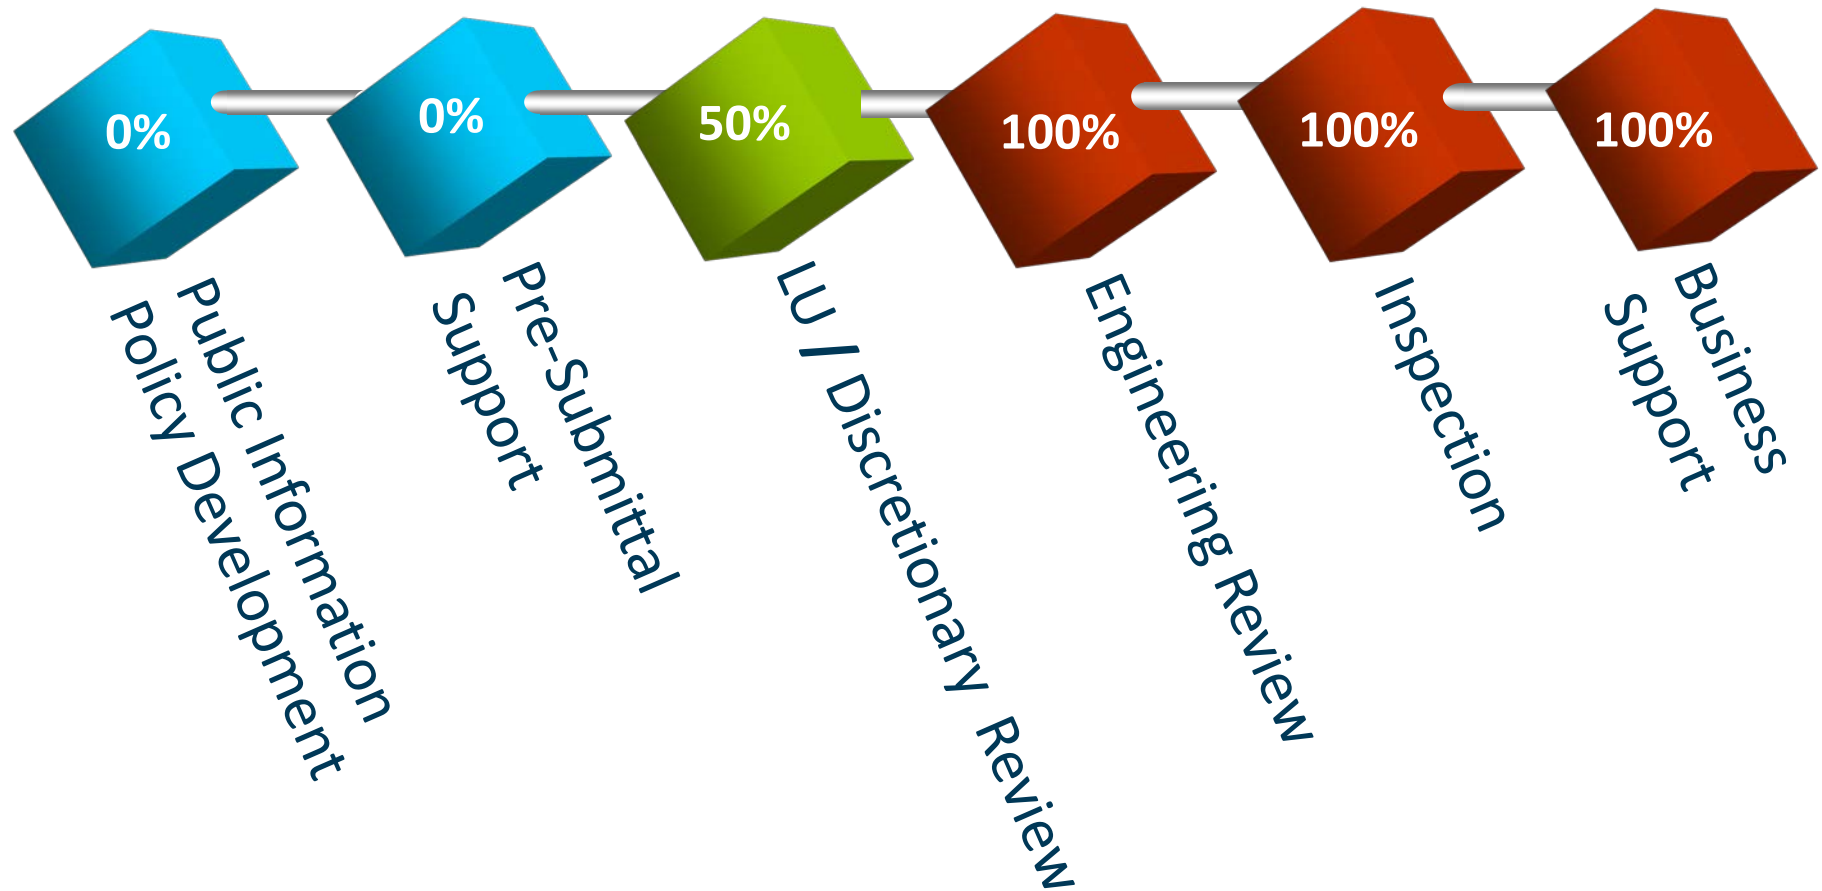 0%
0%
50%
100%
100%
100%
Public Information
Policy Development
Pre-Submittal
Support
LU / Discretionary Review
Engineering Review
Inspection
Business
Support